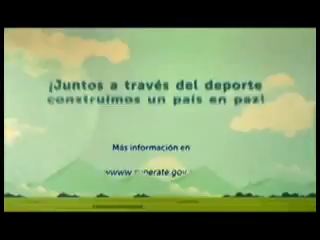 ¡Juntos a través del deporte
construimos un país en paz!
Más información en